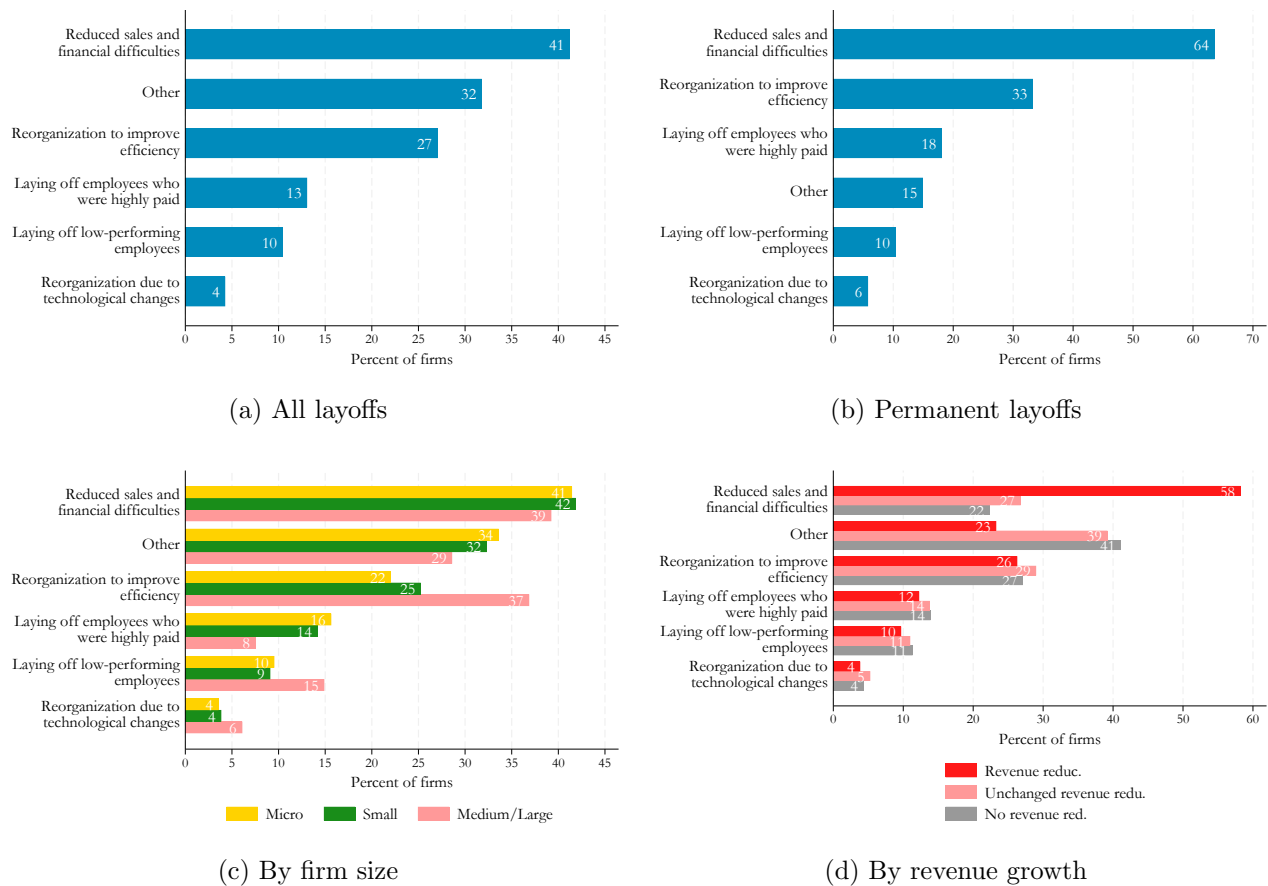 Reduced sales and
financial difficulties
41
Other
32
Reorganization to improve
efficiency
27
Laying off employees who
were highly paid
13
Laying off low-performing
employees
10
Reorganization due to
technological changes
4
0 5 10 15 20 25 30 35 40 45
Percent of firms
(a) All layoffs
Reduced sales and
financial difficulties
64
Reorganization to improve
efficiency
33
Laying off employees who
were highly paid
18
Other
15
Laying off low-performing
employees
10
Reorganization due to
technological changes
6
0 10 20 30 40 50 60 70
Percent of firms
(b) Permanent layoffs
Reduced sales and
financial difficulties
41
42
39
Other
34
32
29
Reorganization to improve
efficiency
22
25
37
Laying off employees who
were highly paid
16
14
8
Laying off low-performing
employees
10
9
15
Reorganization due to
technological changes
4
4
6
0 5 10 15 20 25 30 35 40 45
Percent of firms
Micro Small Medium/Large
(c) By firm size
Reduced sales and
financial difficulties
58
27
22
Other
23
39
41
Reorganization to improve
efficiency
26
29
27
Laying off employees who
were highly paid
12
14
14
Laying off low-performing
employees
10
11
11
Reorganization due to
technological changes
4
5
4
0 10 20 30 40 50 60
Percent of firms
Revenue reduc.
Unchanged revenue redu.
No revenue red.
(d) By revenue growth